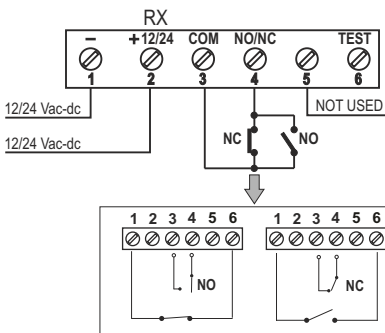 RX
− +12/24 COM NO/NC TEST
1 2 3 4 5 6
12/24 Vac-dc
NOT USED
12/24 Vac-dc
NC NO
1 2 3 4 5 6 1 2 3 4 5 6
NO NC